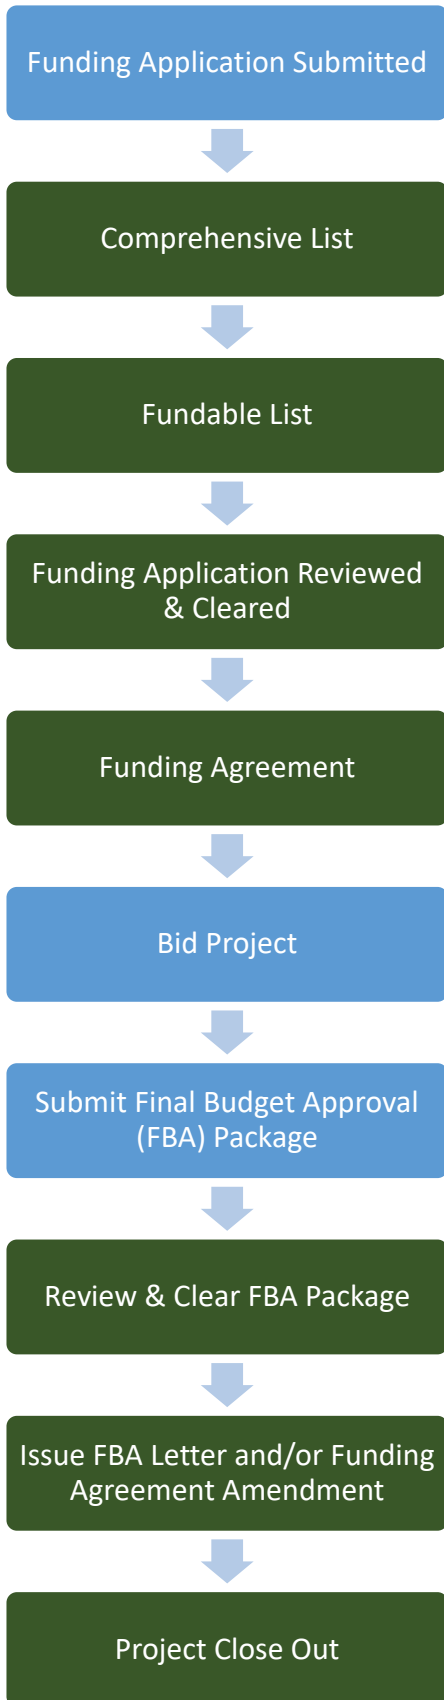 Funding Application Submitted
Comprehensive List
Fundable List
Funding Application Reviewed
& Cleared
Funding Agreement
Bid Project
Submit Final Budget Approval
(FBA) Package
Review & Clear FBA Package
Issue FBA Letter and/or Funding
Agreement Amendment
Project Close Out